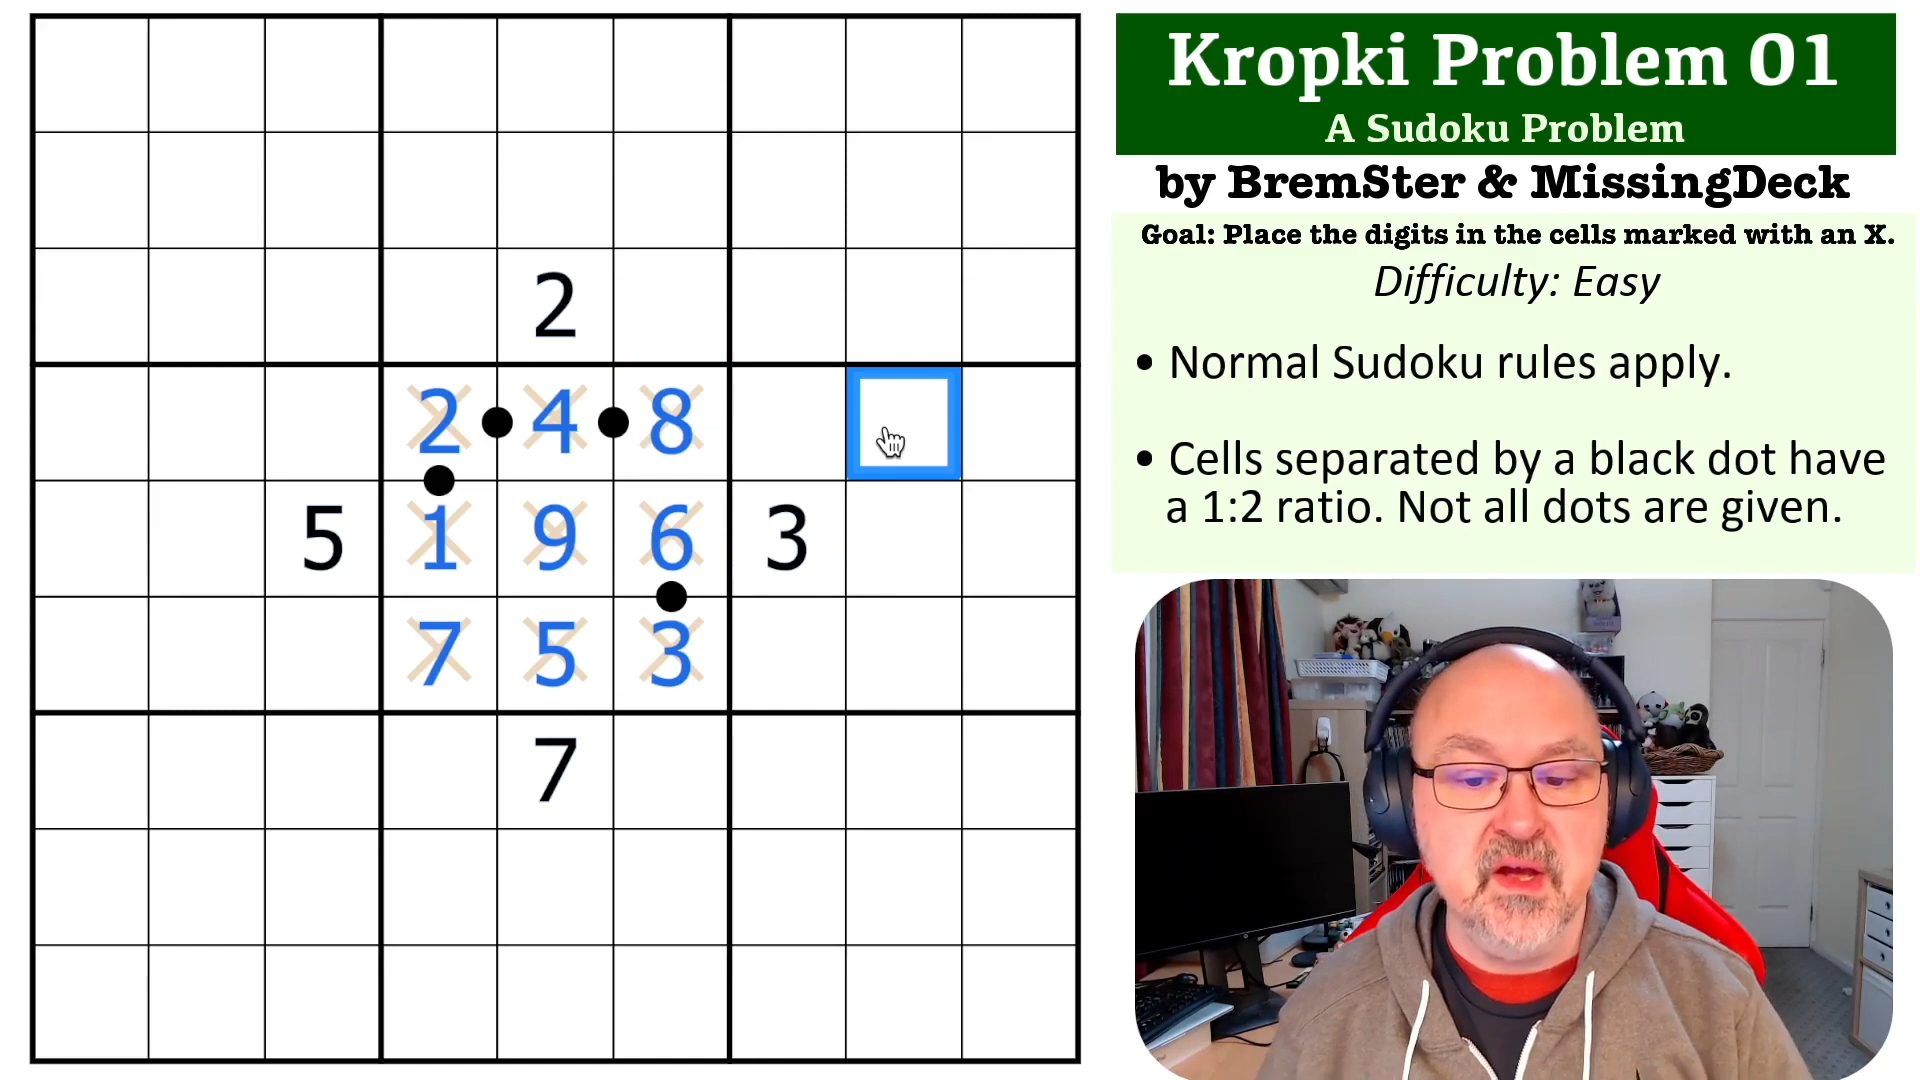 Kropki Problem 01
A Sudoku Problem
by BremSter & MissingDeck
Goal: Place the digits in the cells marked with an X.
Difficulty: Easy
• Normal Sudoku rules apply.
• Cells separated by a black dot have
a 1:2 ratio. Not all dots are given.
2
2 4 8
5 1 9 6 3
7 5 3
7